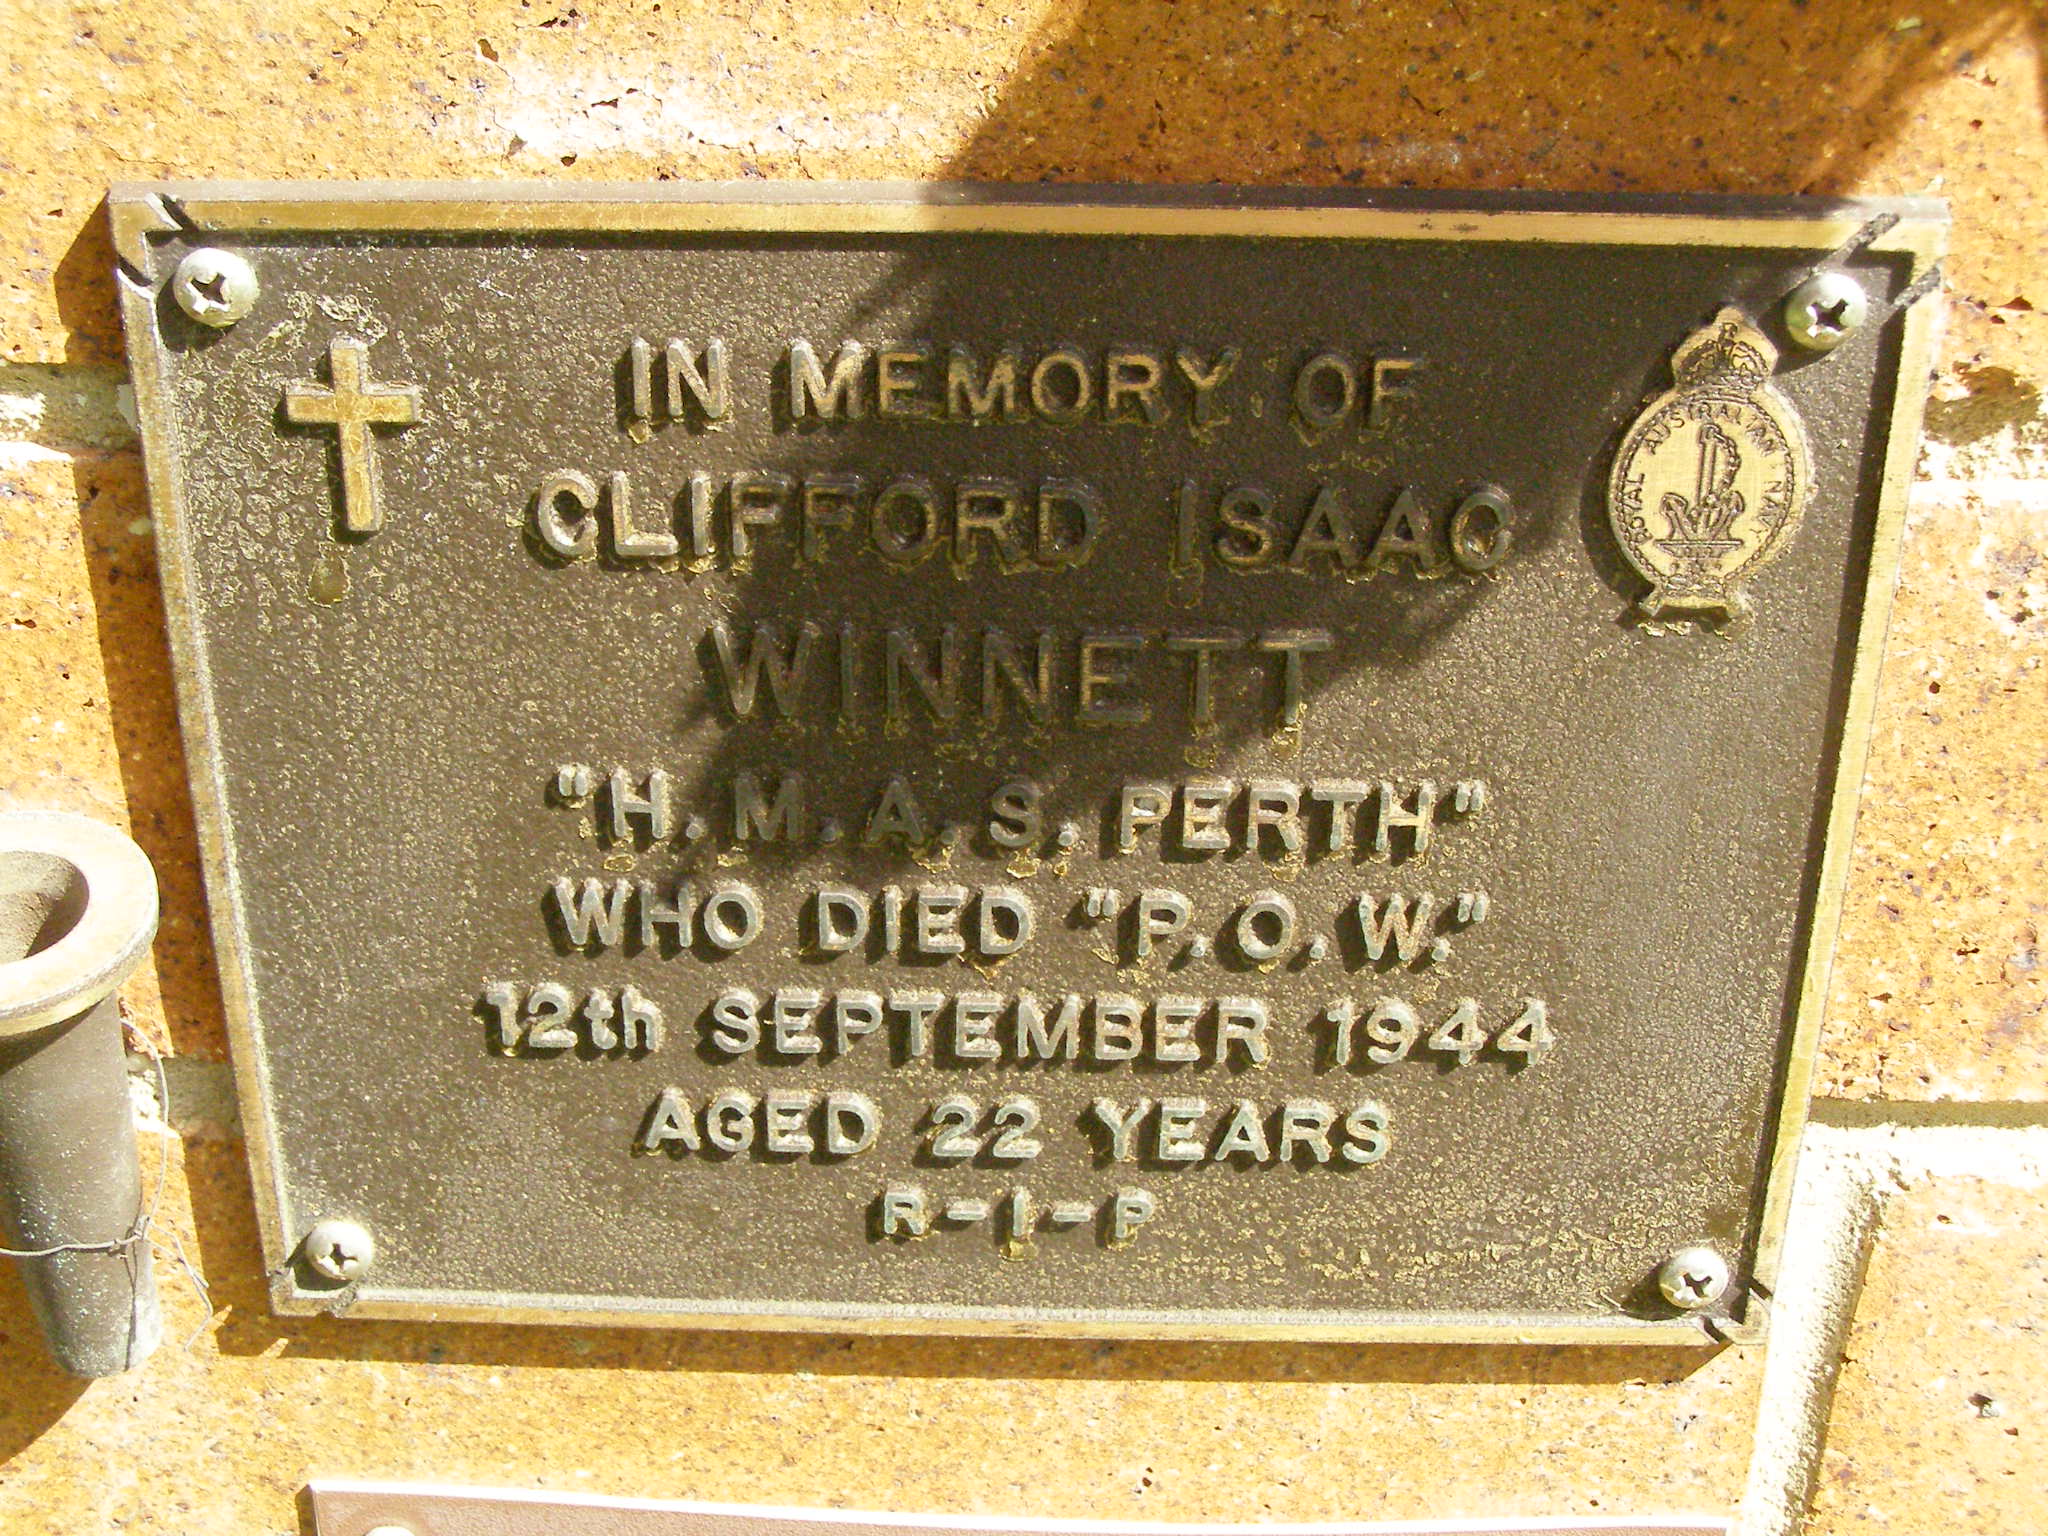 IN MEMORY OF
CLIFFORD ISAAC
WINNETT
"H.M.A.S. PERTH"
WHO DIED "P.O.W."
12th SEPTEMBER 1944
AGED 22 YEARS
R-I-P
ROYAL AUSTRALIAN NAVY